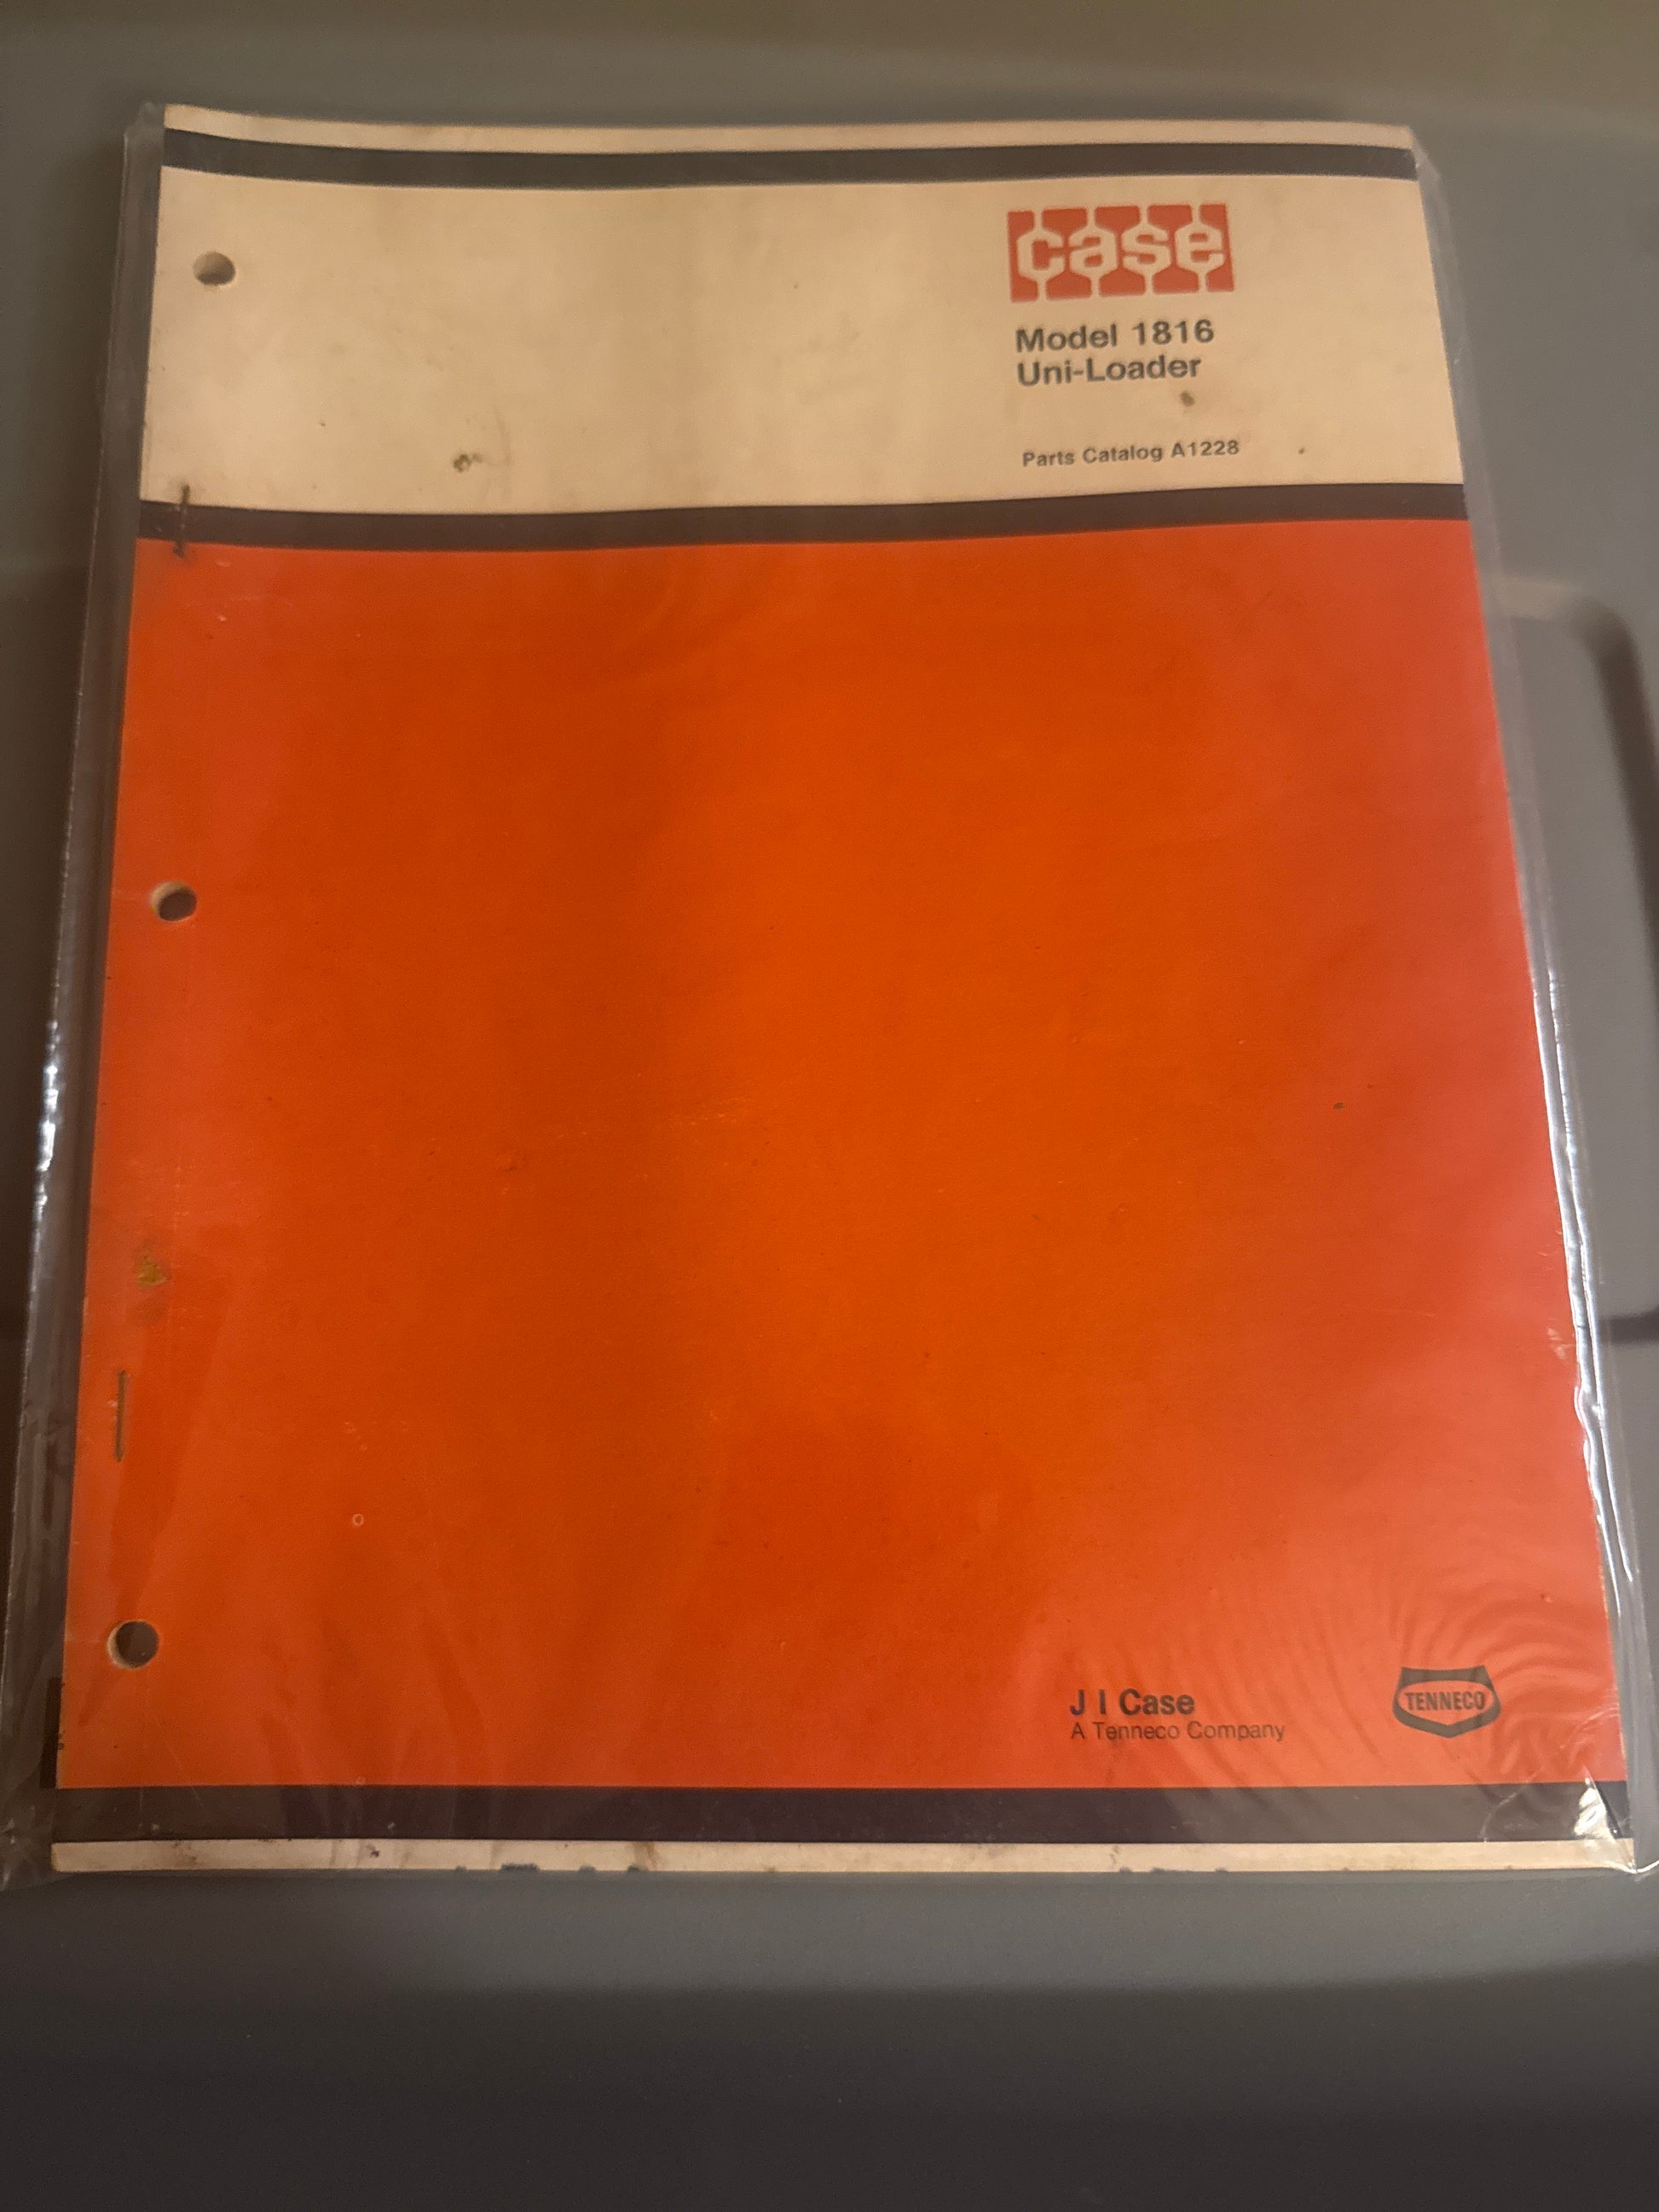 case
Model 1816
Uni-Loader
Parts Catalog A1228
J I Case
A Tenneco Company
TENNECO